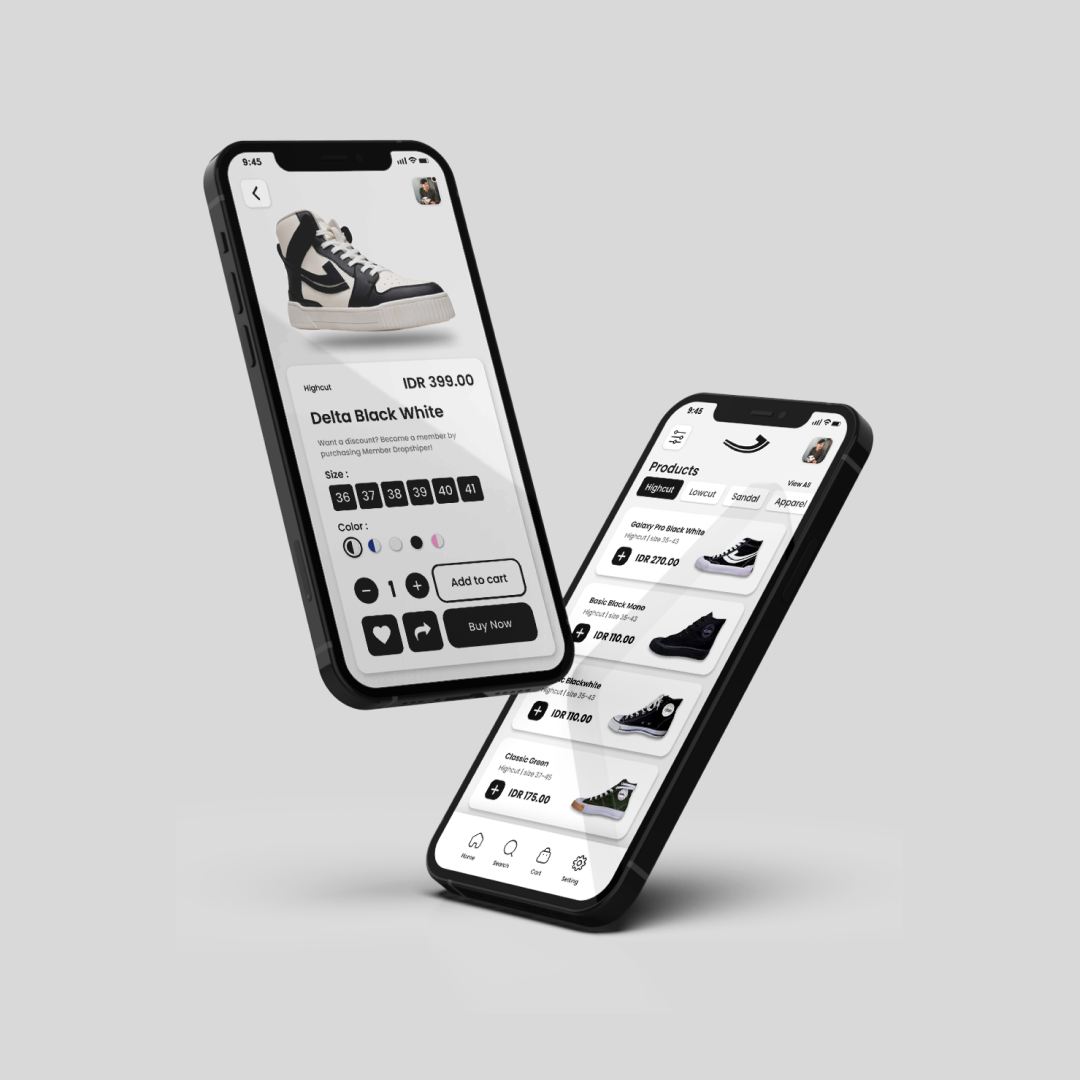 9:45
Highcut
IDR 399.00
Delta Black White
Want a discount? Become a member by
purchasing Member Dropshiper!
Size :
36 37 38 39 40 41
Color :
1
Add to cart
Buy Now
9:45
Products
View All
Highcut
Lowcut
Sandal
Apparel
Galaxy Pro Black White
Highcut | size 35-43
IDR 270.00
Basic Black Mono
Highcut | size 35-43
IDR 110.00
Blackwhite
Highcut | size 35-43
IDR 110.00
Classic Green
Highcut | size 37-45
IDR 175.00
Home
Search
Cart
Setting